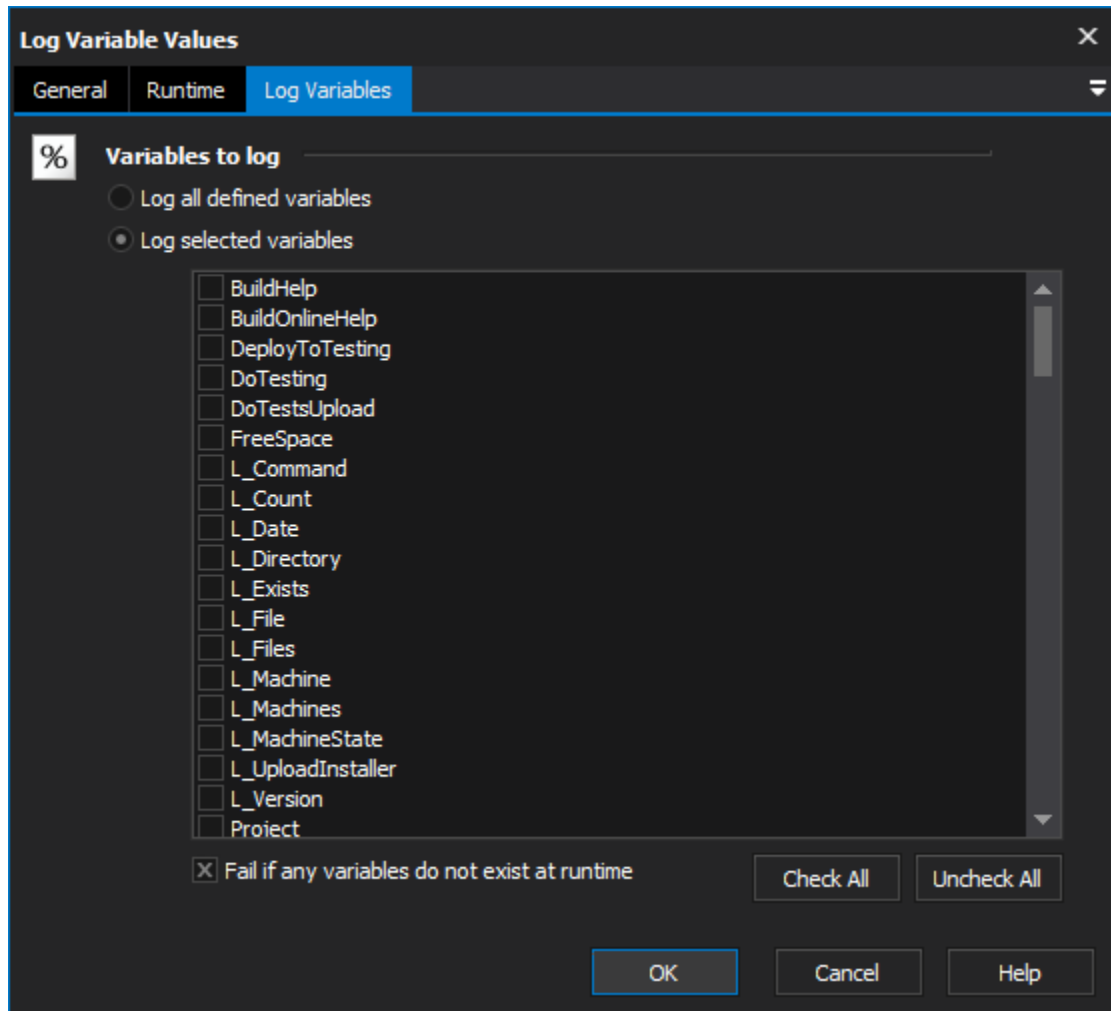 Log Variable Values
General Runtime Log Variables
% Variables to log
Log all defined variables
Log selected variables
BuildHelp
BuildOnlineHelp
DeployToTesting
DoTesting
DoTestsUpload
FreeSpace
L_Command
L_Count
L_Date
L_Directory
L_Exists
L_File
L_Files
L_Machine
L_Machines
L_MachineState
L_UploadInstaller
L_Version
Project
Fail if any variables do not exist at runtime
Check All Uncheck All
OK Cancel Help